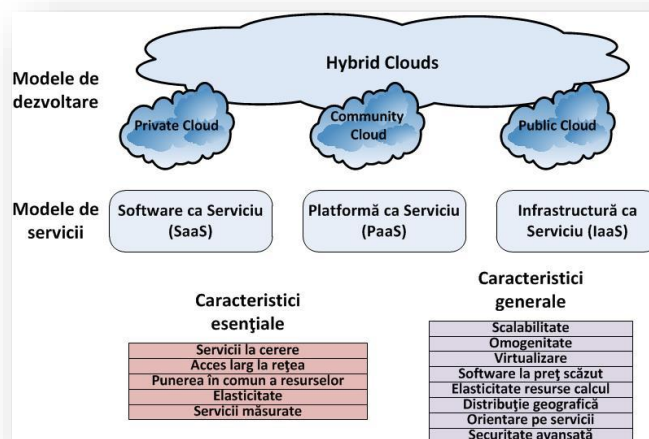 Hybrid Clouds
Modele de
dezvoltare
Private Cloud
Community
Cloud
Public Cloud
Modele de
servicii
Software ca Serviciu
(SaaS)
Platformă ca Serviciu
(PaaS)
Infrastructură ca
Serviciu (IaaS)
Caracteristici
esenţiale
Servicii la cerere
Acces larg la reţea
Punerea în comun a resurselor
Elasticitate
Servicii măsurate
Caracteristici
generale
Scalabilitate
Omogenitate
Virtualizare
Software la preţ scăzut
Elasticitate resurse calcul
Distribuţie geografică
Orientare pe servicii
Securitate avansată